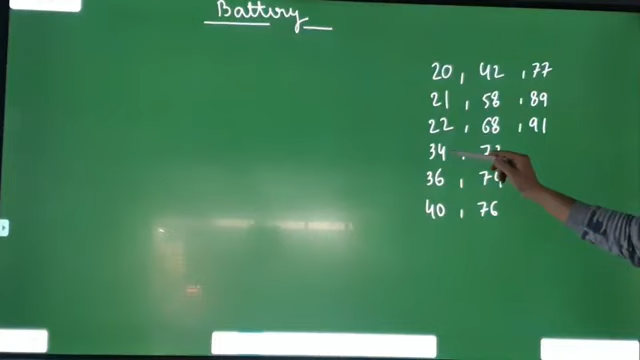 Battery
20, 42, 77
21, 58, 89
22, 68, 91
34,
36,
40, 76